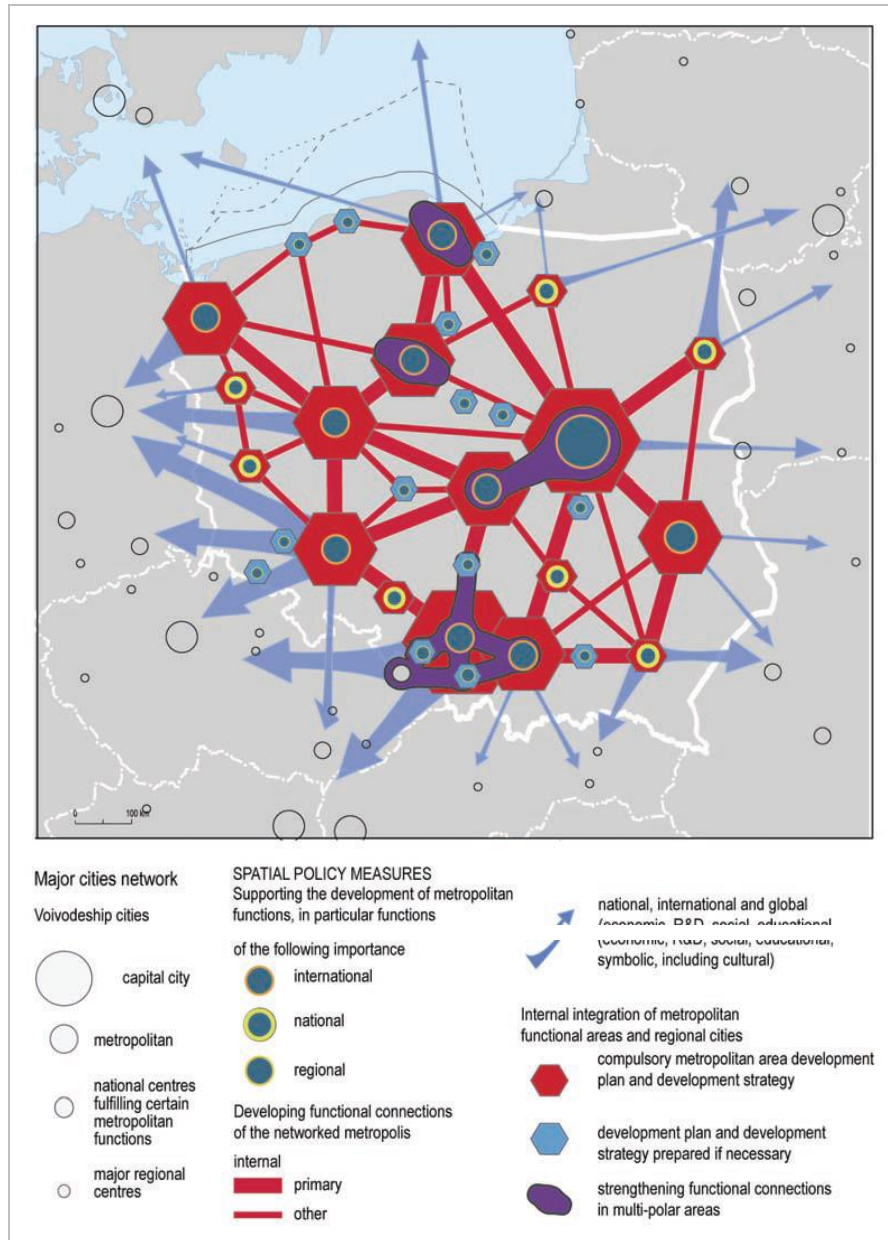 0 100 km
Major cities network
Voivodeship cities
capital city
metropolitan
national centres
fulfilling certain
metropolitan
functions
major regional
centres
SPATIAL POLICY MEASURES
Supporting the development of metropolitan
functions, in particular functions
of the following importance
international
national
regional
Developing functional connections
of the networked metropolis
internal
primary
other
national, international and global
(economic, R&D, social, educational
(economic, R&D, social, educational,
symbolic, including cultural)
Internal integration of metropolitan
functional areas and regional cities
compulsory metropolitan area development
plan and development strategy
development plan and development
strategy prepared if necessary
strengthening functional connections
in multi-polar areas